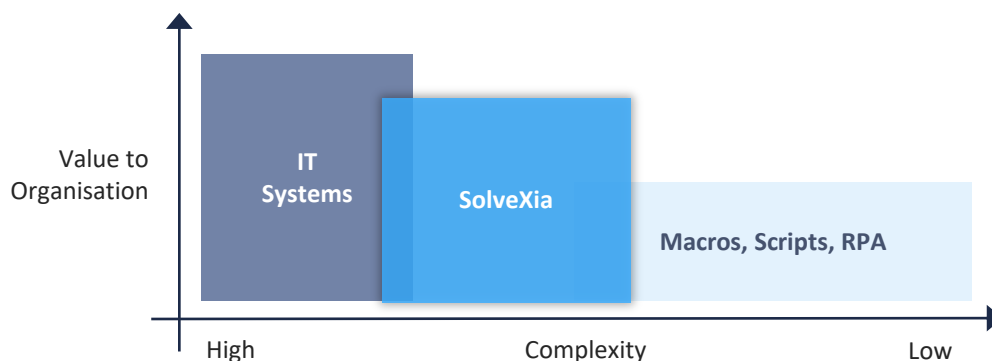 Value to
Organisation
IT
Systems
SolveXia
Macros, Scripts, RPA
High
Complexity
Low